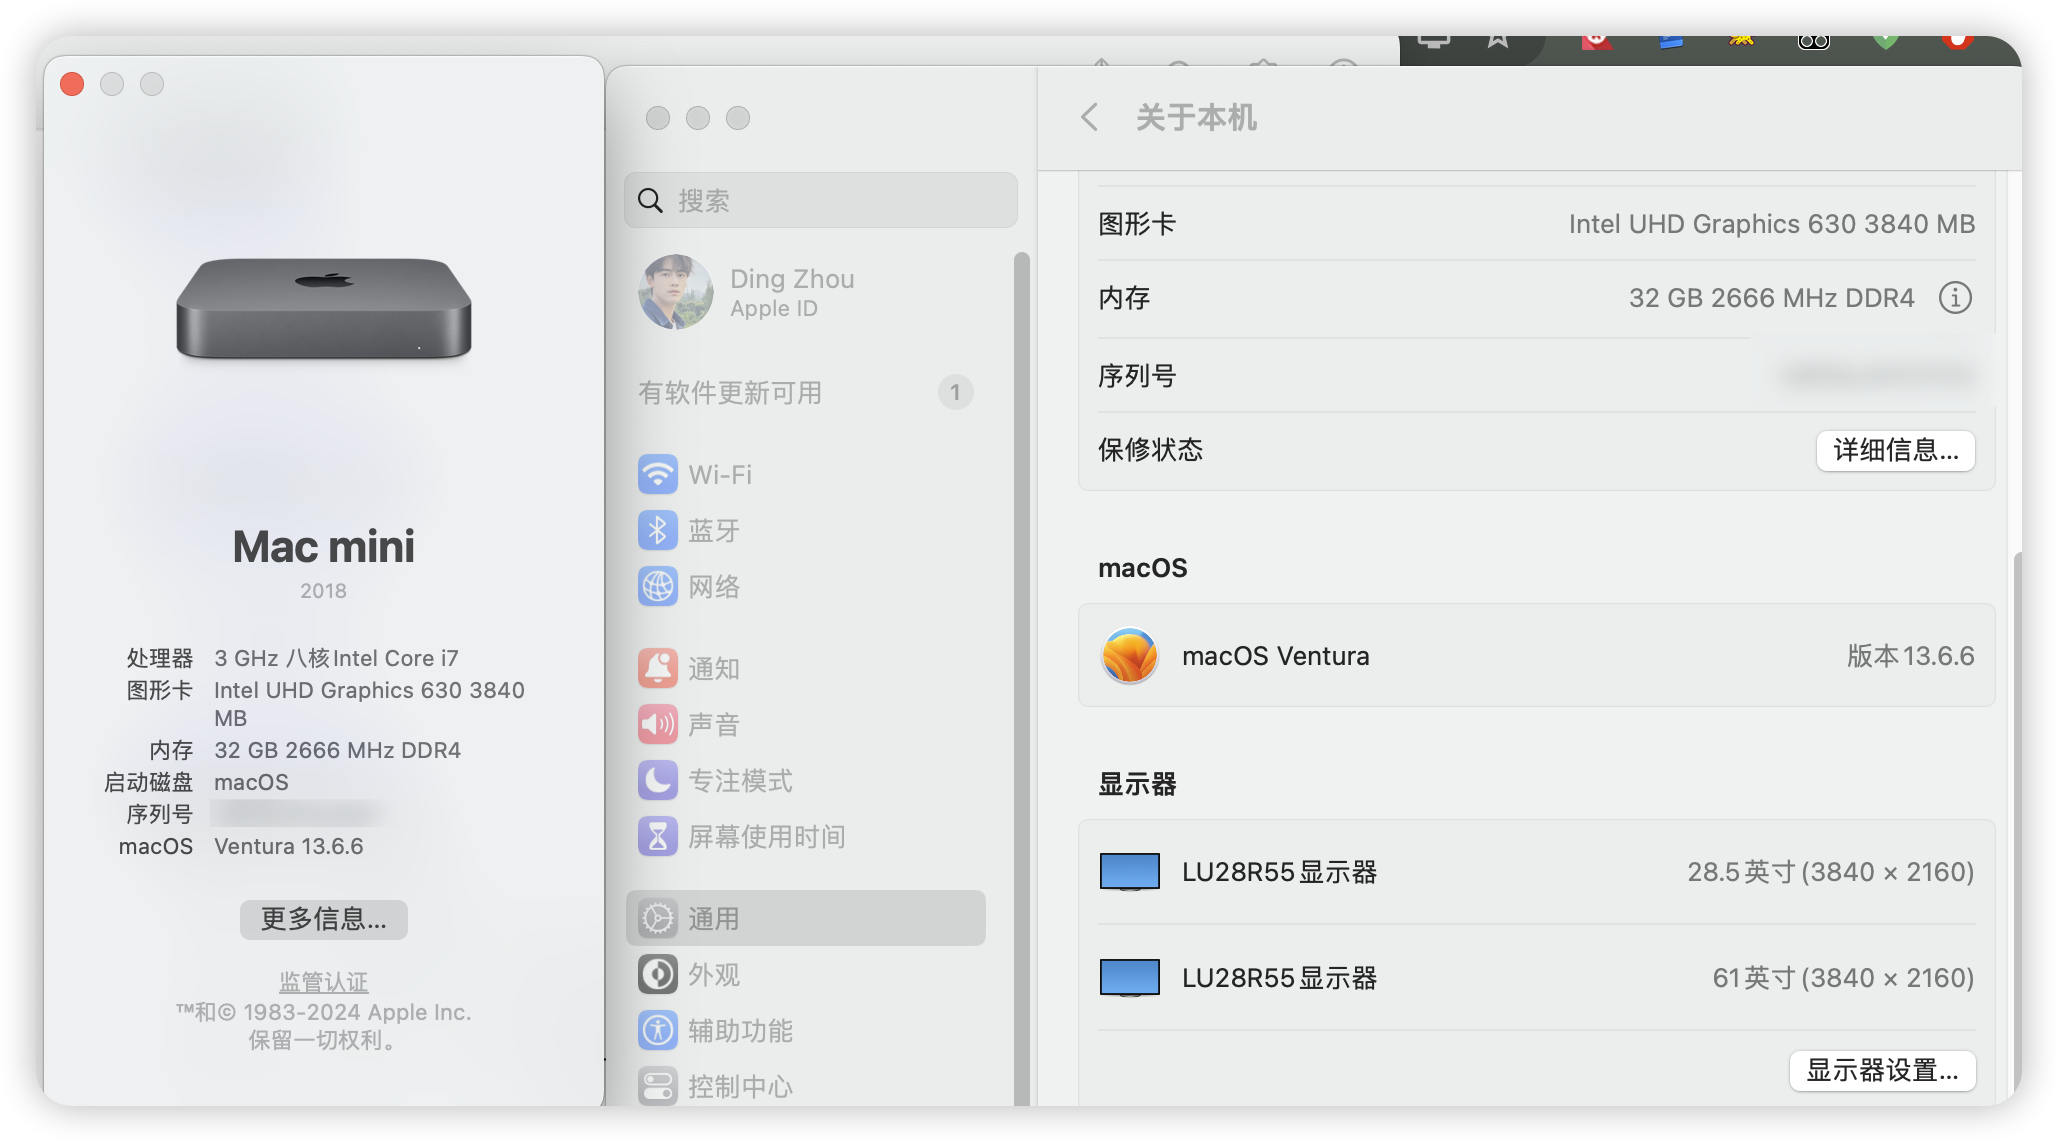 Mac mini
2018
处理器 3 GHz 八核Intel Core i7
图形卡 Intel UHD Graphics 630 3840
MB
内存 32 GB 2666 MHz DDR4
启动磁盘 macOS
序列号
macOS Ventura 13.6.6
更多信息...
监管认证
™和© 1983-2024 Apple Inc.
保留一切权利。
搜索
Ding Zhou
Apple ID
有软件更新可用 1
Wi-Fi
蓝牙
网络
通知
声音
专注模式
屏幕使用时间
通用
外观
辅助功能
控制中心
关于本机
图形卡 Intel UHD Graphics 630 3840 MB
内存 32 GB 2666 MHz DDR4
序列号
保修状态 详细信息...
macOS
macOS Ventura 版本13.6.6
显示器
LU28R55显示器 28.5英寸 (3840 × 2160)
LU28R55显示器 61英寸 (3840 × 2160)
显示器设置...